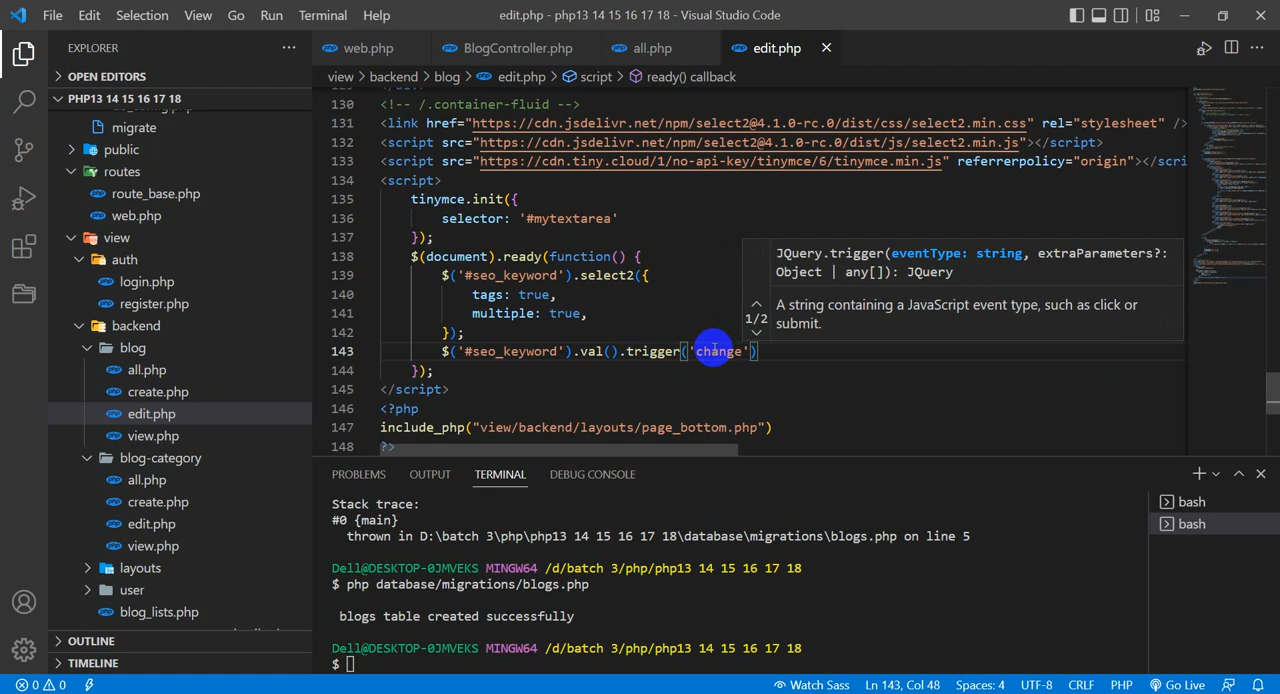 File Edit Selection View Go Run Terminal Help edit.php - php13 14 15 16 17 18 - Visual Studio Code
EXPLORER
OPEN EDITORS
PHP13 14 15 16 17 18
migrate
public
routes
route_base.php
web.php
view
auth
login.php
register.php
backend
blog
all.php
create.php
edit.php
view.php
blog-category
all.php
create.php
edit.php
view.php
layouts
user
blog_lists.php
OUTLINE
TIMELINE
web.php BlogController.php all.php edit.php
view > backend > blog > edit.php > script > ready() callback
130 <!-- /.container-fluid -->
131 <link href="https://cdn.jsdelivr.net/npm/select2@4.1.0-rc.0/dist/css/select2.min.css" rel="stylesheet" />
132 <script src="https://cdn.jsdelivr.net/npm/select2@4.1.0-rc.0/dist/js/select2.min.js"></script>
133 <script src="https://cdn.tiny.cloud/1/no-api-key/tinymce/6/tinymce.min.js" referrerpolicy="origin"></scri
134 <script>
135 tinymce.init({
136 selector: '#mytextarea'
137 });
138 $(document).ready(function() {
139 $('#seo_keyword').select2({
140 tags: true,
141 multiple: true,
142 });
143 $('#seo_keyword').val().trigger('change')
144 });
145 </script>
146 <?php
147 include_php("view/backend/layouts/page_bottom.php")
148 ?>
JQuery.trigger(eventType: string, extraParameters?:
Object | any[]): JQuery
1/2
A string containing a JavaScript event type, such as click or
submit.
PROBLEMS OUTPUT TERMINAL DEBUG CONSOLE
Stack trace:
#0 {main}
thrown in D:\batch 3\php\php13 14 15 16 17 18\database\migrations\blogs.php on line 5
Dell@DESKTOP-0JMVEKS MINGW64 /d/batch 3/php/php13 14 15 16 17 18
$ php database/migrations/blogs.php
blogs table created successfully
Dell@DESKTOP-0JMVEKS MINGW64 /d/batch 3/php/php13 14 15 16 17 18
$
bash
bash
0 0 Watch Sass Ln 143, Col 48 Spaces: 4 UTF-8 CRLF PHP Go Live